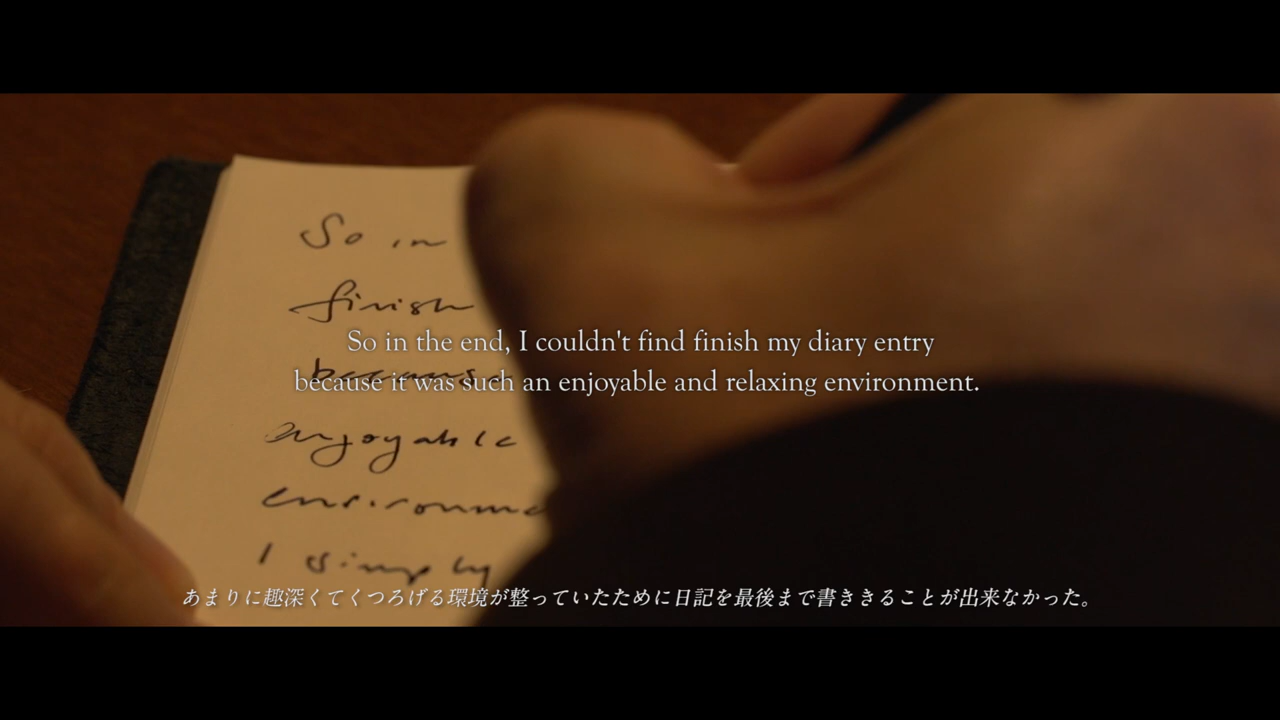 So in
finish
So in the end, I couldn't find finish my diary entry
because
because it was such an enjoyable and relaxing environment.
enjoyable
environme
I simply
あまりに趣深くてくつろげる環境が整っていたために日記を最後まで書ききることが出来なかった。